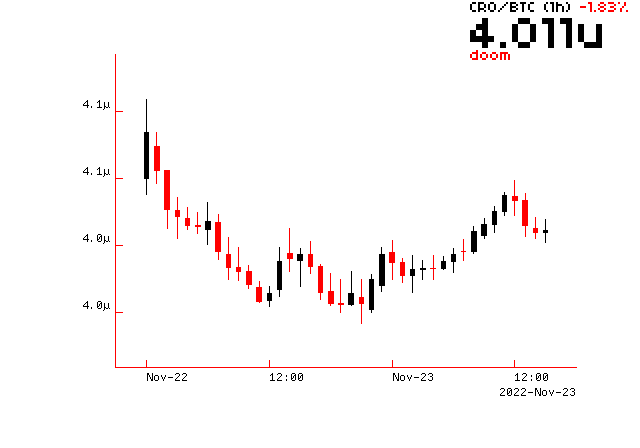 CRO/BTC (1h) -1.83%
4.011u
doom
4.1µ
4.1µ
4.0µ
4.0µ
Nov-22
12:00
Nov-23
12:00
2022-Nov-23